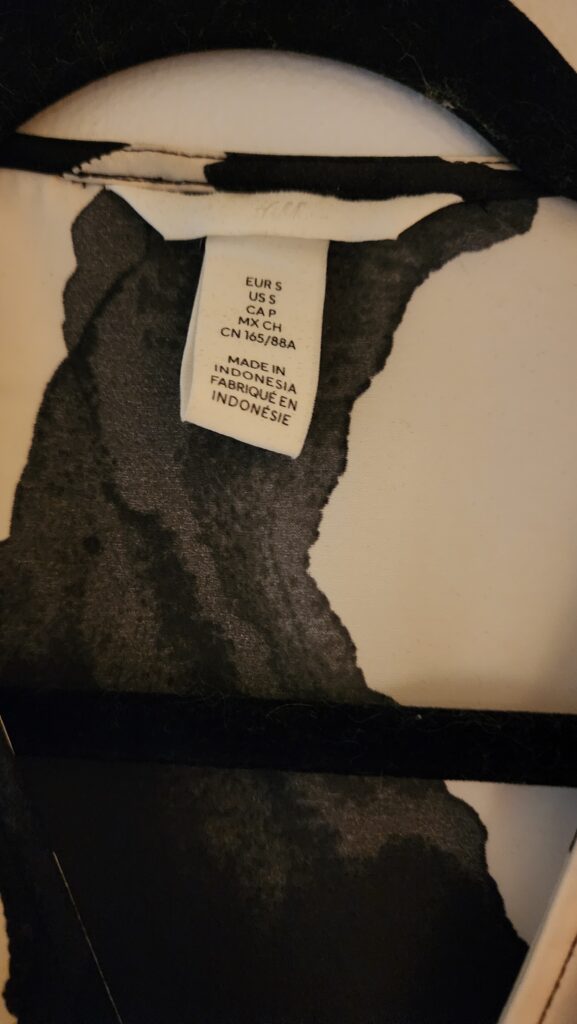 EUR S
US S
CA P
MX CH
CN 165/88A
MADE IN
INDONESIA
FABRIQUÉ EN
INDONÉSIE